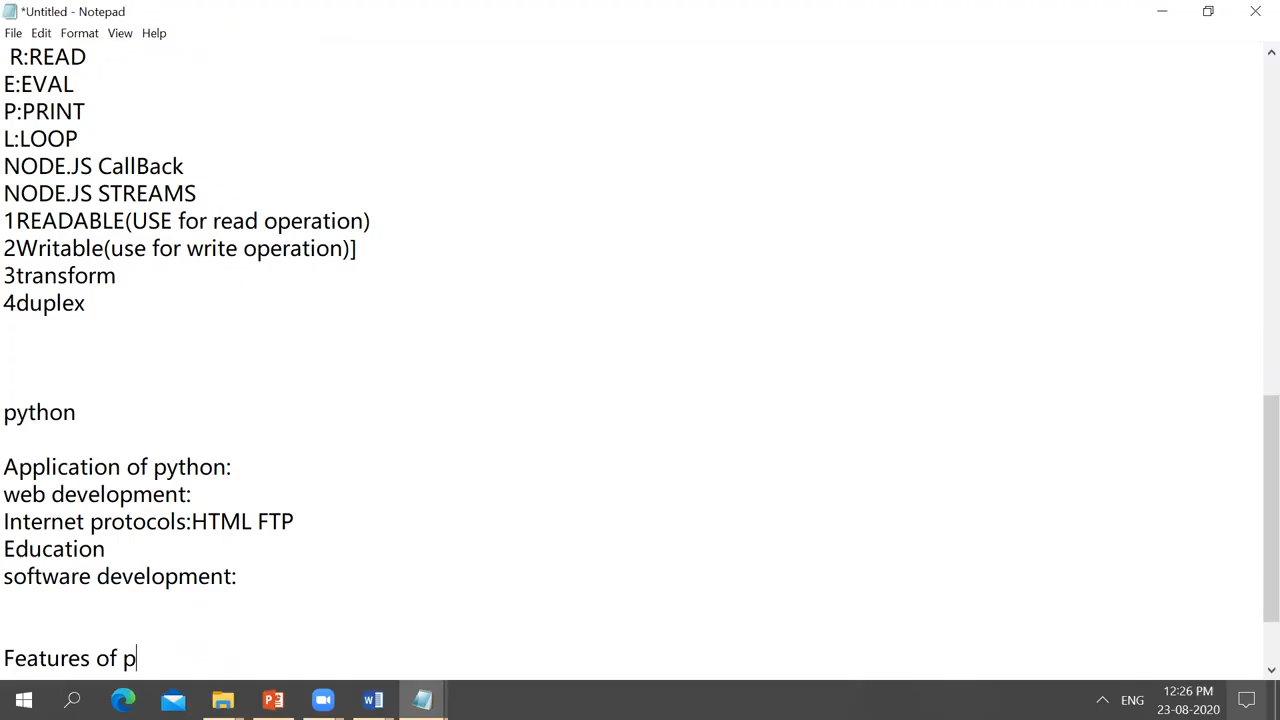 *Untitled - Notepad
File Edit Format View Help
R:READ
E:EVAL
P:PRINT
L:LOOP
NODE.JS CallBack
NODE.JS STREAMS
1READABLE(USE for read operation)
2Writable(use for write operation)]
3transform
4duplex
python
Application of python:
web development:
Internet protocols:HTML FTP
Education
software development:
Features of p
ENG
12:26 PM
23-08-2020